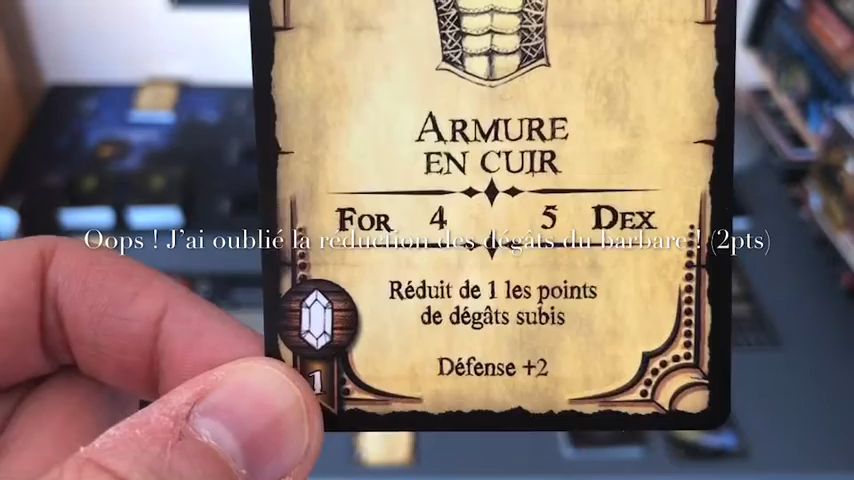 ARMURE
EN CUIR
FOR 4 5 DEX
Oops ! J'ai oublié la réduction des dégâts du barbare ! (2pts)
Réduit de 1 les points
de dégâts subis
Défense +2
1